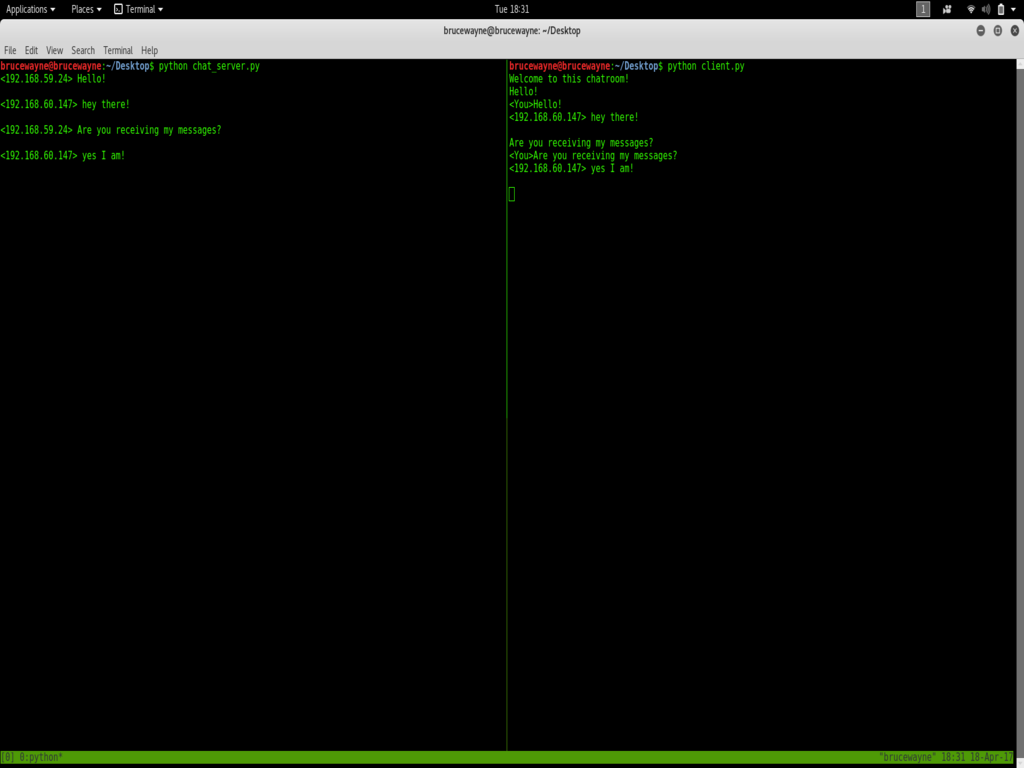 Applications Places Terminal Tue 18:31 1
brucewayne@brucewayne: ~/Desktop
File Edit View Search Terminal Help
brucewayne@brucewayne:~/Desktop$ python chat_server.py
<192.168.59.24> Hello!
<192.168.60.147> hey there!
<192.168.59.24> Are you receiving my messages?
<192.168.60.147> yes I am!
brucewayne@brucewayne:~/Desktop$ python client.py
Welcome to this chatroom!
Hello!
<You>Hello!
<192.168.60.147> hey there!
Are you receiving my messages?
<You>Are you receiving my messages?
<192.168.60.147> yes I am!
[0] 0:python* "brucewayne" 18:31 18-Apr-17